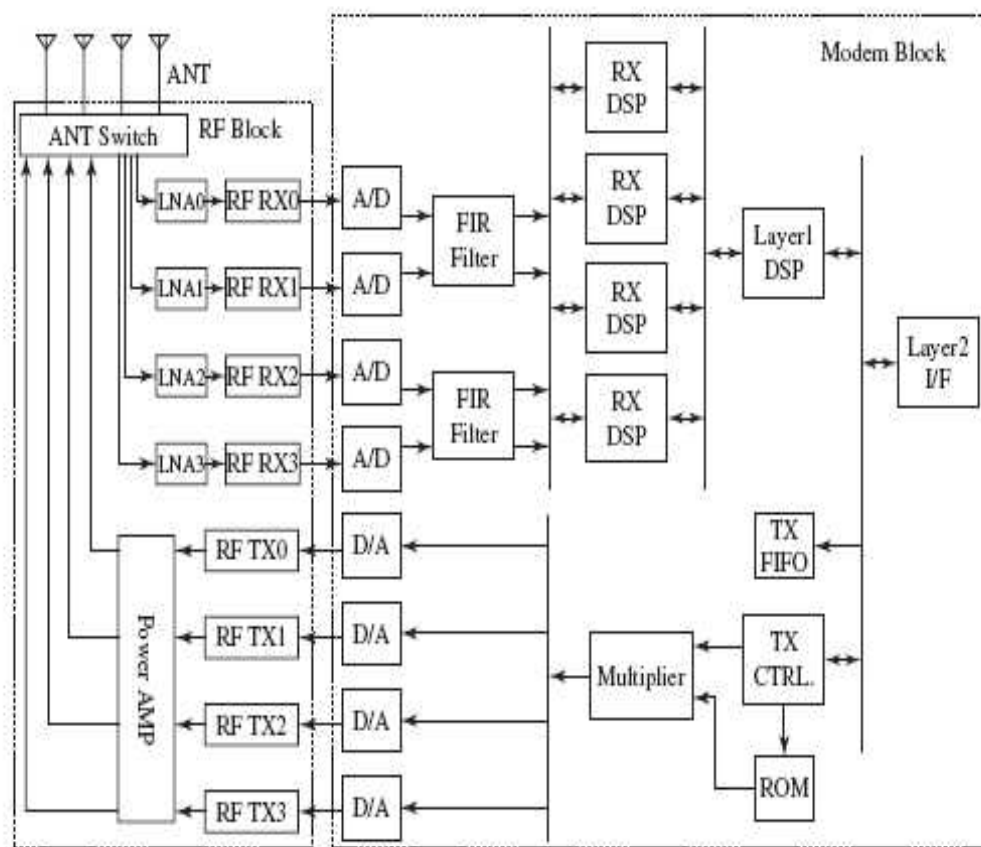 ANT
RF Block
ANT Switch
LNA0
RF RX0
LNA1
RF RX1
LNA2
RF RX2
LNA3
RF RX3
RF TX0
RF TX1
RF TX2
RF TX3
Power AMP
Modem Block
A/D
A/D
A/D
A/D
FIR
Filter
FIR
Filter
RX
DSP
RX
DSP
RX
DSP
RX
DSP
Layer1
DSP
Layer2
I/F
D/A
D/A
D/A
D/A
TX
FIFO
Multiplier
TX
CTRL.
ROM